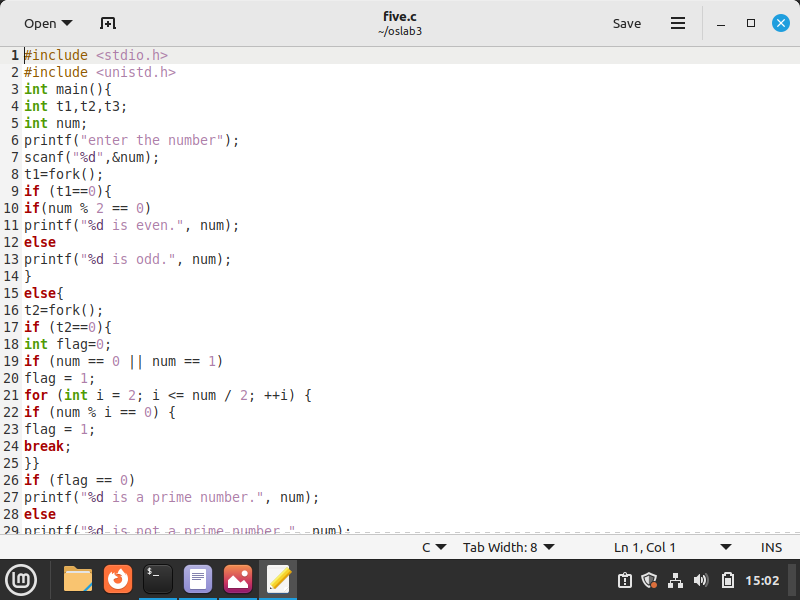 Open
five.c
~/oslab3
Save
1 #include <stdio.h>
2 #include <unistd.h>
3 int main(){
4 int t1,t2,t3;
5 int num;
6 printf("enter the number");
7 scanf("%d",&num);
8 t1=fork();
9 if (t1==0){
10 if(num % 2 == 0)
11 printf("%d is even.", num);
12 else
13 printf("%d is odd.", num);
14 }
15 else{
16 t2=fork();
17 if (t2==0){
18 int flag=0;
19 if (num == 0 || num == 1)
20 flag = 1;
21 for (int i = 2; i <= num / 2; ++i) {
22 if (num % i == 0) {
23 flag = 1;
24 break;
25 }}
26 if (flag == 0)
27 printf("%d is a prime number.", num);
28 else
29 printf("%d is not a prime number.", num);
C
Tab Width: 8
Ln 1, Col 1
INS
$_
15:02